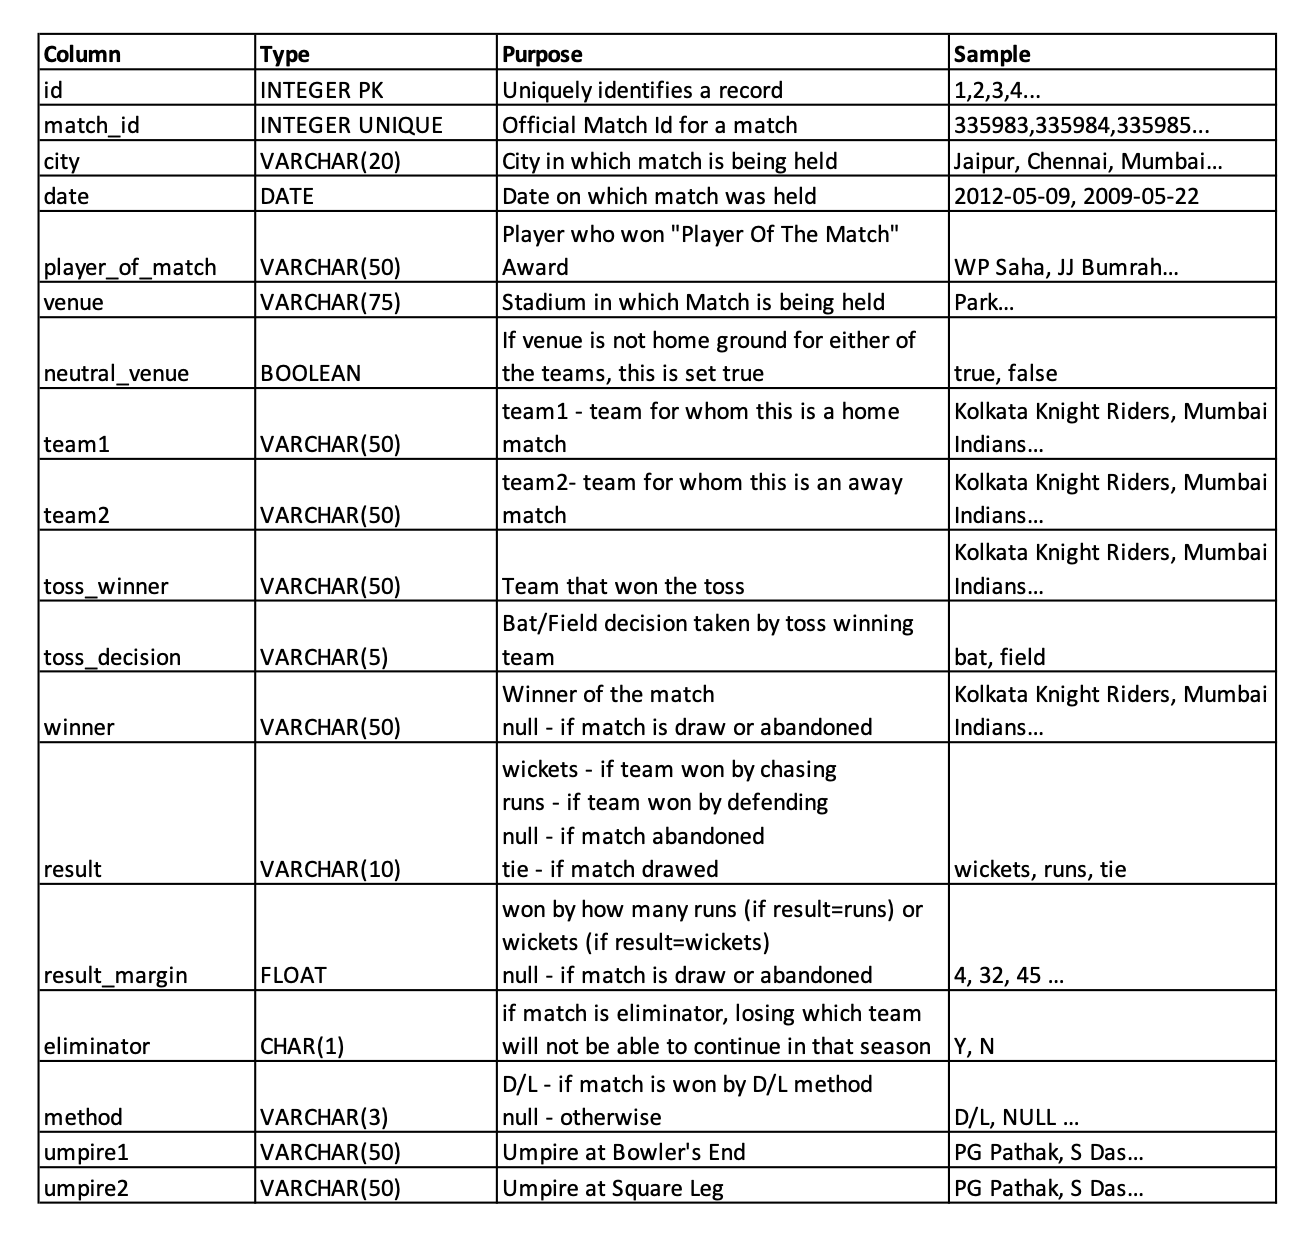 Column Type Purpose Sample
id INTEGER PK Uniquely identifies a record 1,2,3,4...
match_id INTEGER UNIQUE Official Match Id for a match 335983,335984,335985...
city VARCHAR(20) City in which match is being held Jaipur, Chennai, Mumbai...
date DATE Date on which match was held 2012-05-09, 2009-05-22
Player who won "Player Of The Match"
player_of_match VARCHAR(50) Award WP Saha, JJ Bumrah...
venue VARCHAR(75) Stadium in which Match is being held Park...
If venue is not home ground for either of
neutral_venue BOOLEAN the teams, this is set true true, false
team1 - team for whom this is a home Kolkata Knight Riders, Mumbai
team1 VARCHAR(50) match Indians...
team2- team for whom this is an away Kolkata Knight Riders, Mumbai
team2 VARCHAR(50) match Indians...
Kolkata Knight Riders, Mumbai
toss_winner VARCHAR(50) Team that won the toss Indians...
Bat/Field decision taken by toss winning
toss_decision VARCHAR(5) team bat, field
Winner of the match Kolkata Knight Riders, Mumbai
winner VARCHAR(50) null - if match is draw or abandoned Indians...
wickets - if team won by chasing
runs - if team won by defending
null - if match abandoned
result VARCHAR(10) tie - if match drawed wickets, runs, tie
won by how many runs (if result=runs) or
wickets (if result=wickets)
result_margin FLOAT null - if match is draw or abandoned 4, 32, 45 ...
if match is eliminator, losing which team
eliminator CHAR(1) will not be able to continue in that season Y, N
D/L - if match is won by D/L method
method VARCHAR(3) null - otherwise D/L, NULL ...
umpire1 VARCHAR(50) Umpire at Bowler's End PG Pathak, S Das...
umpire2 VARCHAR(50) Umpire at Square Leg PG Pathak, S Das...